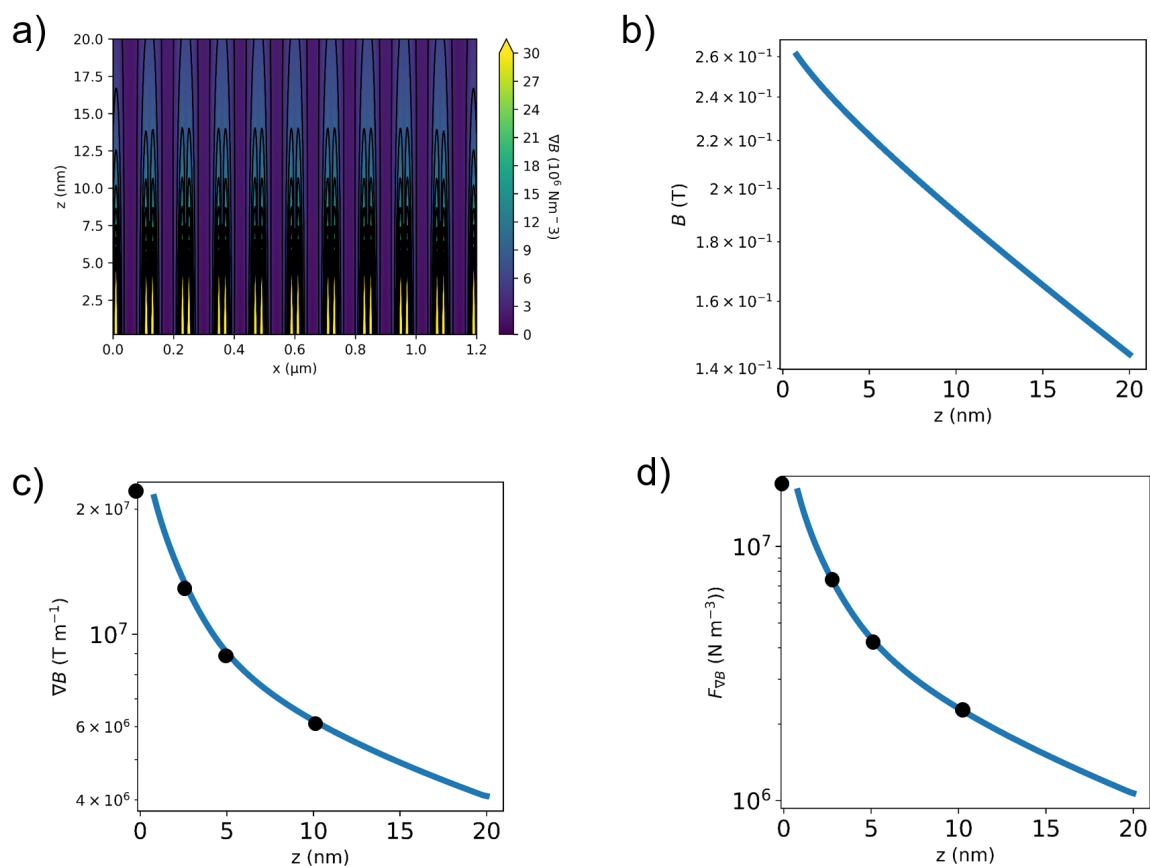 a)
20.0
17.5
15.0
12.5
10.0
7.5
5.0
2.5
z (nm)
0.0 0.2 0.4 0.6 0.8 1.0 1.2
x (μm)
30
27
24
21
18
15
12
9
6
3
0
∇B (10⁶ Nm⁻3)
b)
2.6 × 10⁻¹
2.4 × 10⁻¹
2.2 × 10⁻¹
2 × 10⁻¹
1.8 × 10⁻¹
1.6 × 10⁻¹
1.4 × 10⁻¹
B (T)
0 5 10 15 20
z (nm)
c)
2 × 10⁷
10⁷
6 × 10⁶
4 × 10⁶
∇B (T m⁻¹)
0 5 10 15 20
z (nm)
d)
10⁷
10⁶
F∇B (N m⁻³))
0 5 10 15 20
z (nm)